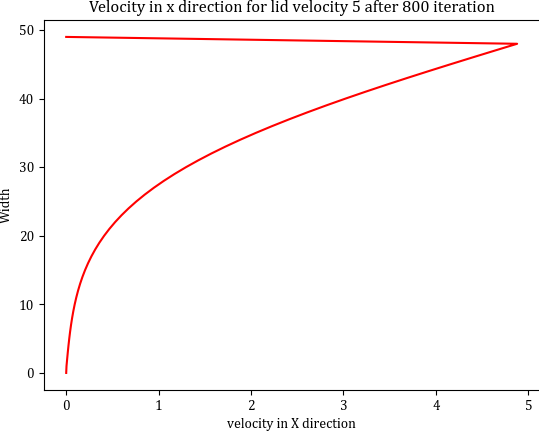 Velocity in x direction for lid velocity 5 after 800 iteration
50
40
30
20
10
0
Width
0 1 2 3 4 5
velocity in X direction